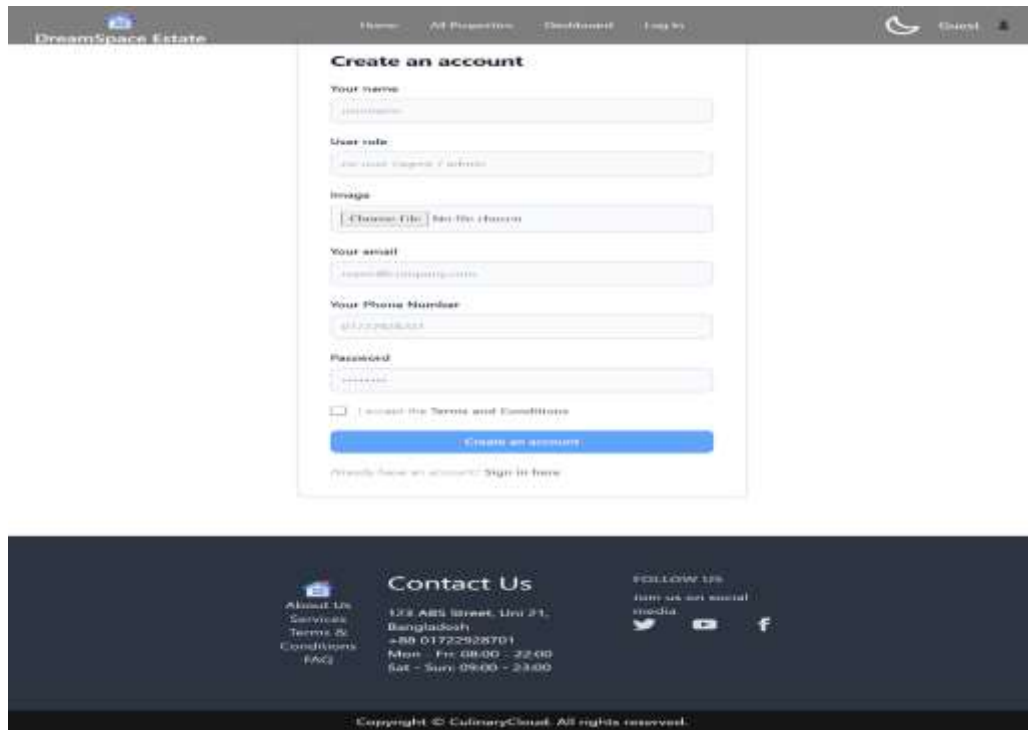 DreamSpace Estate
Home All Properties Dashboard Log In
Guest
Create an account
Your name
User role
Image
Choose File No file chosen
Your email
name@company.com
Your Phone Number
Password
I accept the Terms and Conditions
Create an account
Already have an account? Sign in here
About Us
Services
Terms &
Conditions
FAQ
Contact Us
123 ABS Street, Uni 21,
Bangladesh
+88 01722928701
Mon - Fri: 08:00 - 22:00
Sat - Sun: 09:00 - 23:00
FOLLOW US
Join us on social
media
Copyright © CulinaryCloud. All rights reserved.